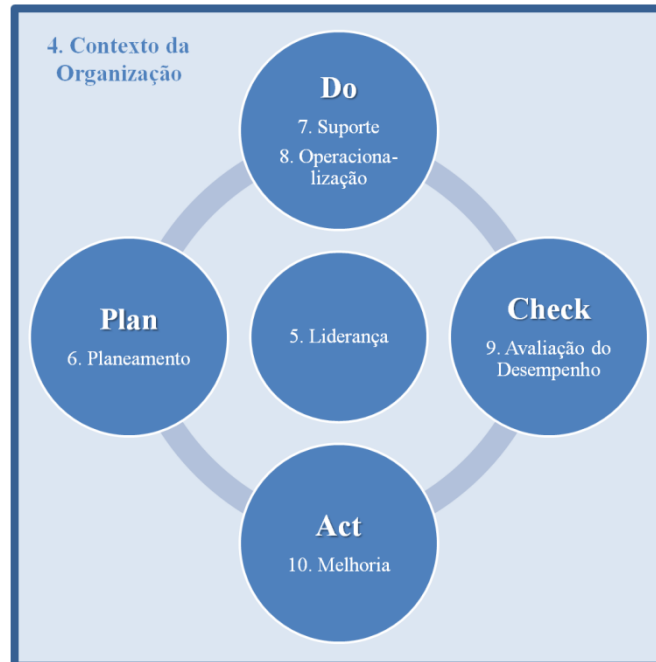 4. Contexto da
Organização
Do
7. Suporte
8. Operaciona-
lização
Plan
6. Planeamento
5. Liderança
Check
9. Avaliação do
Desempenho
Act
10. Melhoria